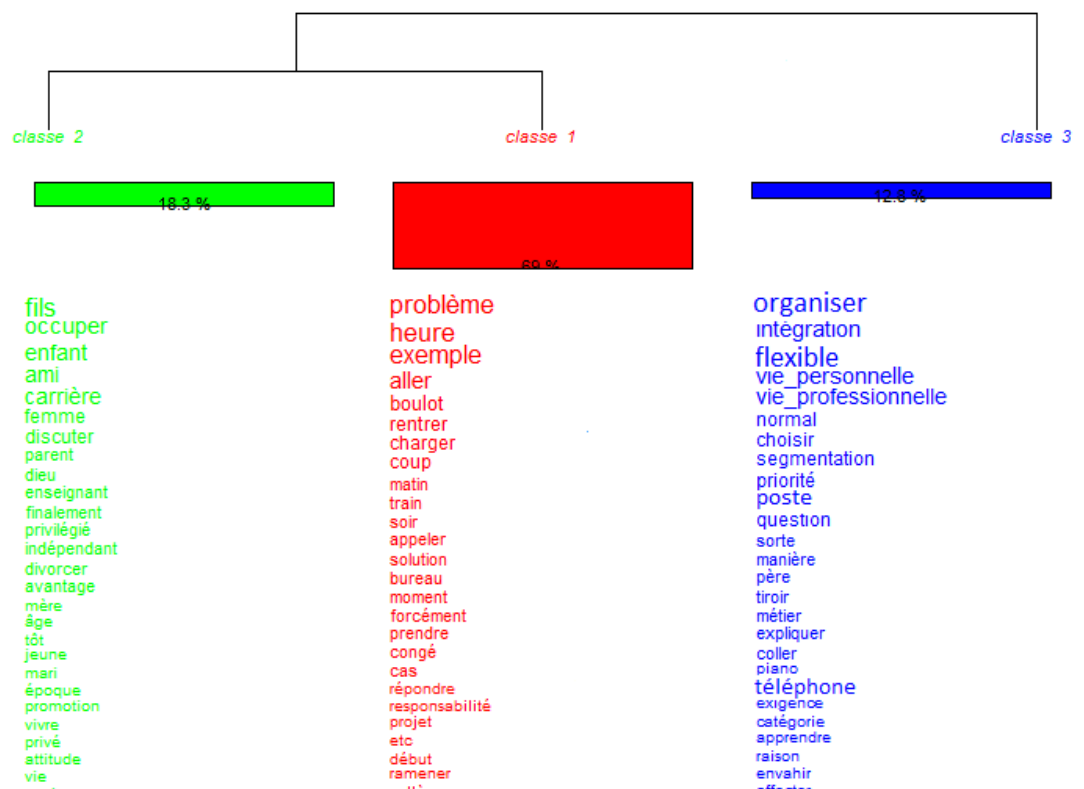 classe 2
classe 1
classe 3
18.3 %
69 %
12.8 %
fils
occuper
enfant
ami
carrière
femme
discuter
parent
dieu
enseignant
finalement
privilégié
indépendant
divorcer
avantage
mère
âge
tôt
jeune
mari
époque
promotion
vivre
privé
attitude
vie
problème
heure
exemple
aller
boulot
rentrer
charger
coup
matin
train
soir
appeler
solution
bureau
moment
forcément
prendre
congé
cas
répondre
responsabilité
projet
etc
début
ramener
organiser
intégration
flexible
vie_personnelle
vie_professionnelle
normal
choisir
segmentation
priorité
poste
question
sorte
manière
père
tiroir
métier
expliquer
coller
piano
téléphone
exigence
catégorie
apprendre
raison
envahir